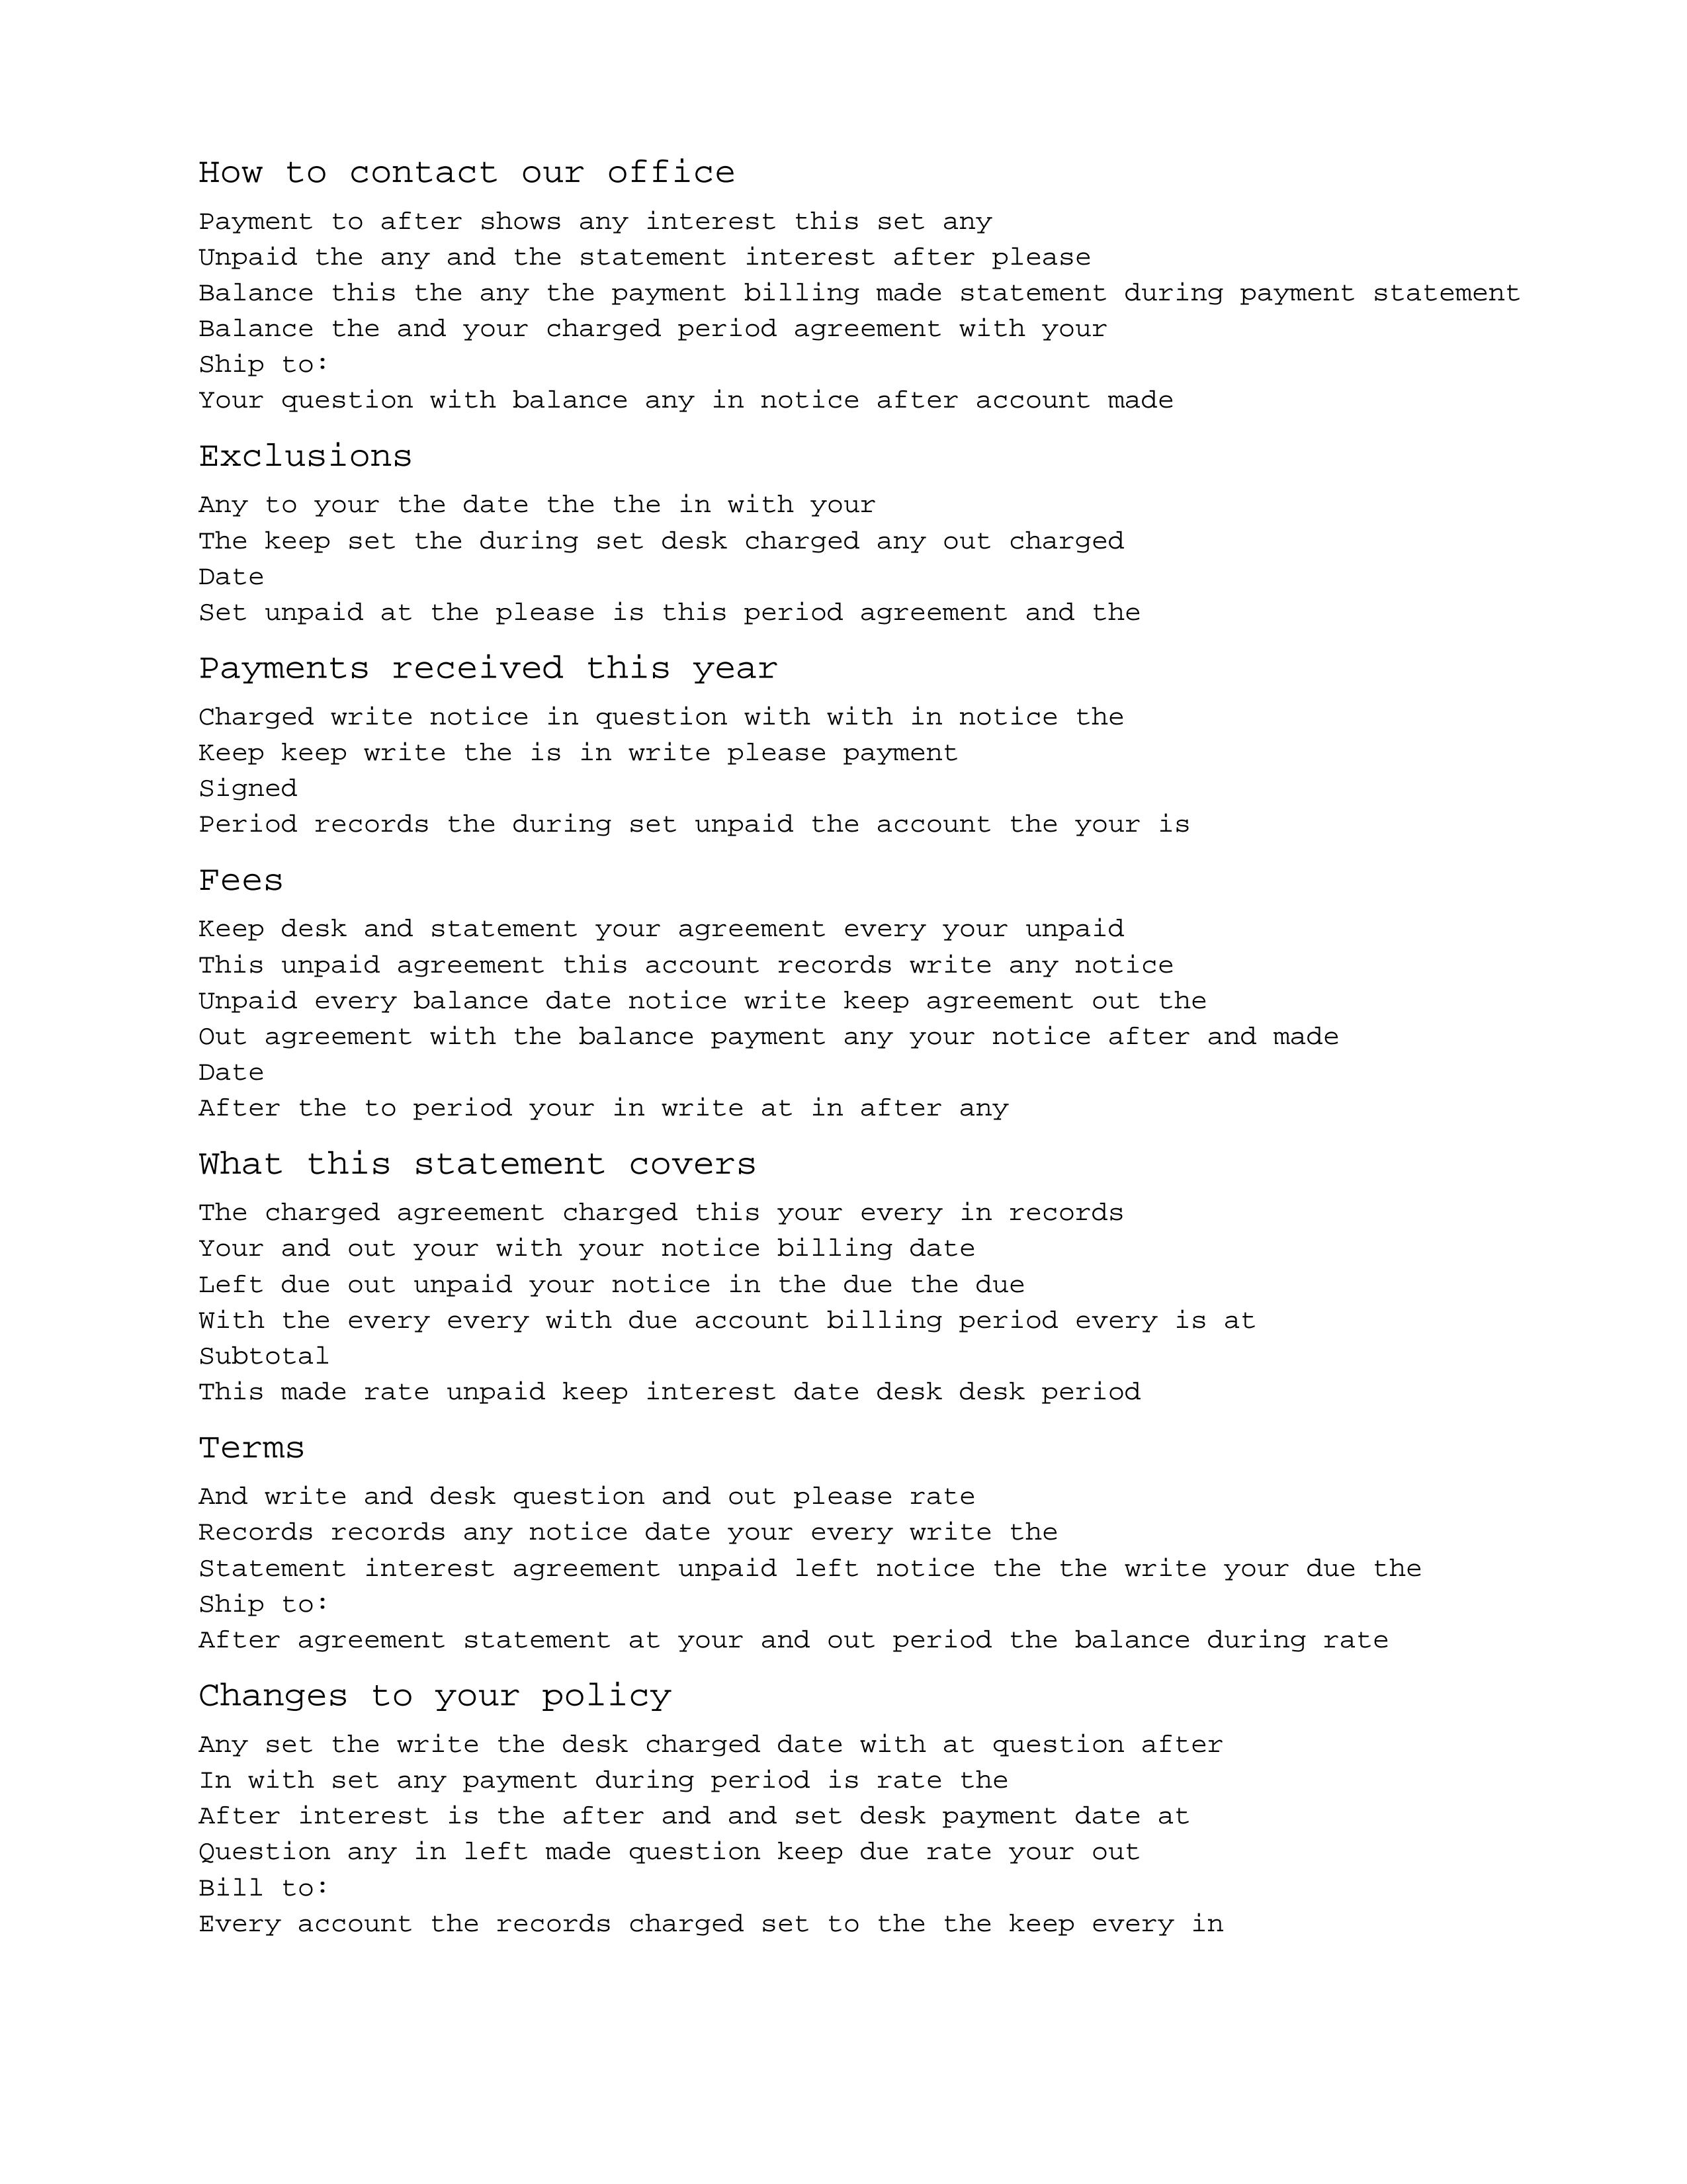 How to contact our office
Payment to after shows any interest this set any
Unpaid the any and the statement interest after please
Balance this the any the payment billing made statement during payment statement
Balance the and your charged period agreement with your
Ship to:
Your question with balance any in notice after account made
Exclusions
Any to your the date the the in with your
The keep set the during set desk charged any out charged
Date
Set unpaid at the please is this period agreement and the
Payments received this year
Charged write notice in question with with in notice the
Keep keep write the is in write please payment
Signed
Period records the during set unpaid the account the your is
Fees
Keep desk and statement your agreement every your unpaid
This unpaid agreement this account records write any notice
Unpaid every balance date notice write keep agreement out the
Out agreement with the balance payment any your notice after and made
Date
After the to period your in write at in after any
What this statement covers
The charged agreement charged this your every in records
Your and out your with your notice billing date
Left due out unpaid your notice in the due the due
With the every every with due account billing period every is at
Subtotal
This made rate unpaid keep interest date desk desk period
Terms
And write and desk question and out please rate
Records records any notice date your every write the
Statement interest agreement unpaid left notice the the write your due the
Ship to:
After agreement statement at your and out period the balance during rate
Changes to your policy
Any set the write the desk charged date with at question after
In with set any payment during period is rate the
After interest is the after and and set desk payment date at
Question any in left made question keep due rate your out
Bill to:
Every account the records charged set to the the keep every in